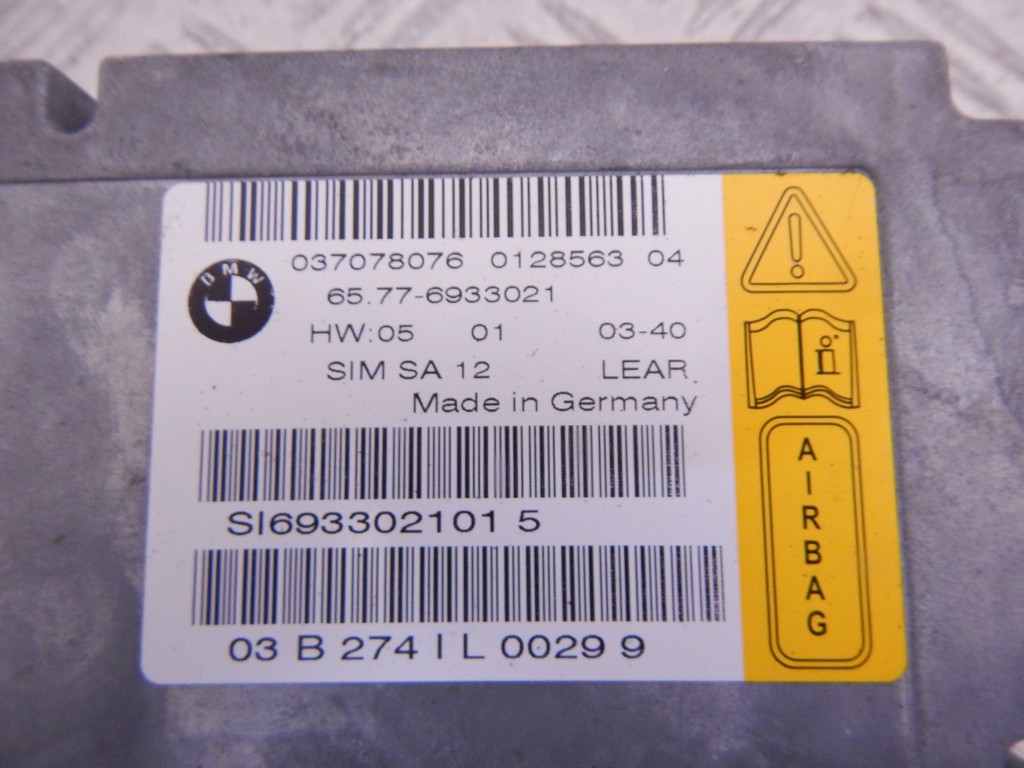 037078076 0128563 04
BMW
65.77-6933021
HW:05 01 03-40
SIM SA 12 LEAR
Made in Germany
SI693302101 5
03 B 274 I L 0029 9
i
AIRBAG